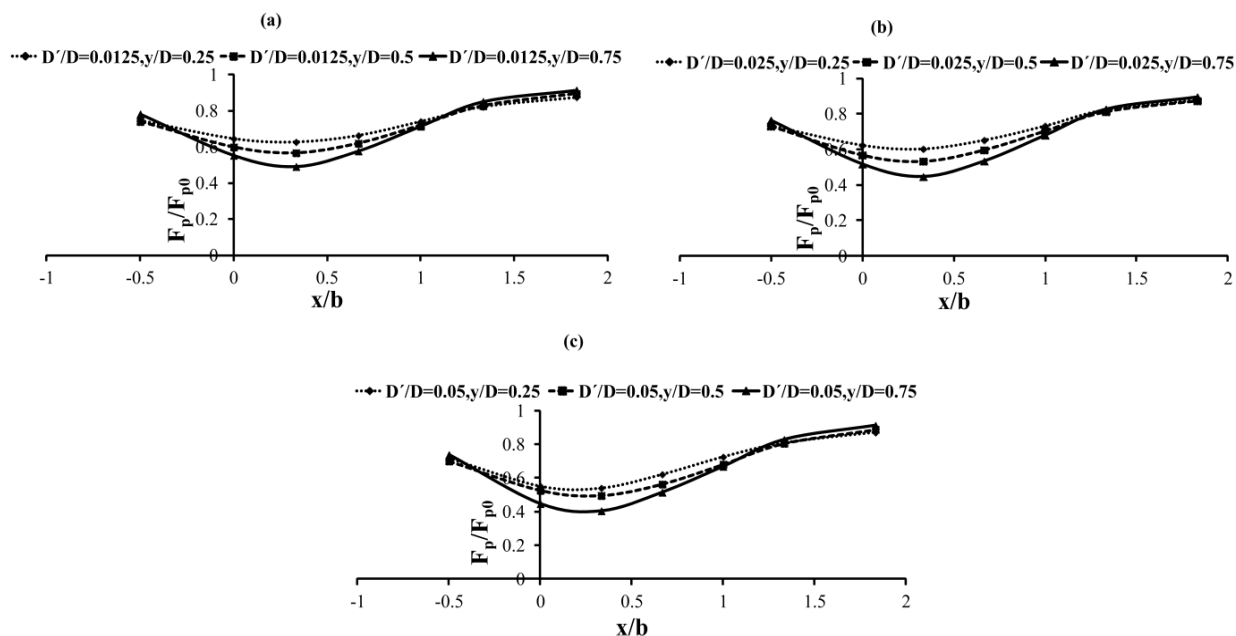 (a)
D´/D=0.0125,y/D=0.25 D´/D=0.0125,y/D=0.5 D´/D=0.0125,y/D=0.75
1
0.8
0.6
0.4
0.2
0
Fp/Fp0
-1 -0.5 0 0.5 1 1.5 2
x/b
(b)
D´/D=0.025,y/D=0.25 D´/D=0.025,y/D=0.5 D´/D=0.025,y/D=0.75
1
0.8
0.6
0.4
0.2
0
Fp/Fp0
-1 -0.5 0 0.5 1 1.5 2
x/b
(c)
D´/D=0.05,y/D=0.25 D´/D=0.05,y/D=0.5 D´/D=0.05,y/D=0.75
1
0.8
0.6
0.4
0.2
0
Fp/Fp0
-1 -0.5 0 0.5 1 1.5 2
x/b